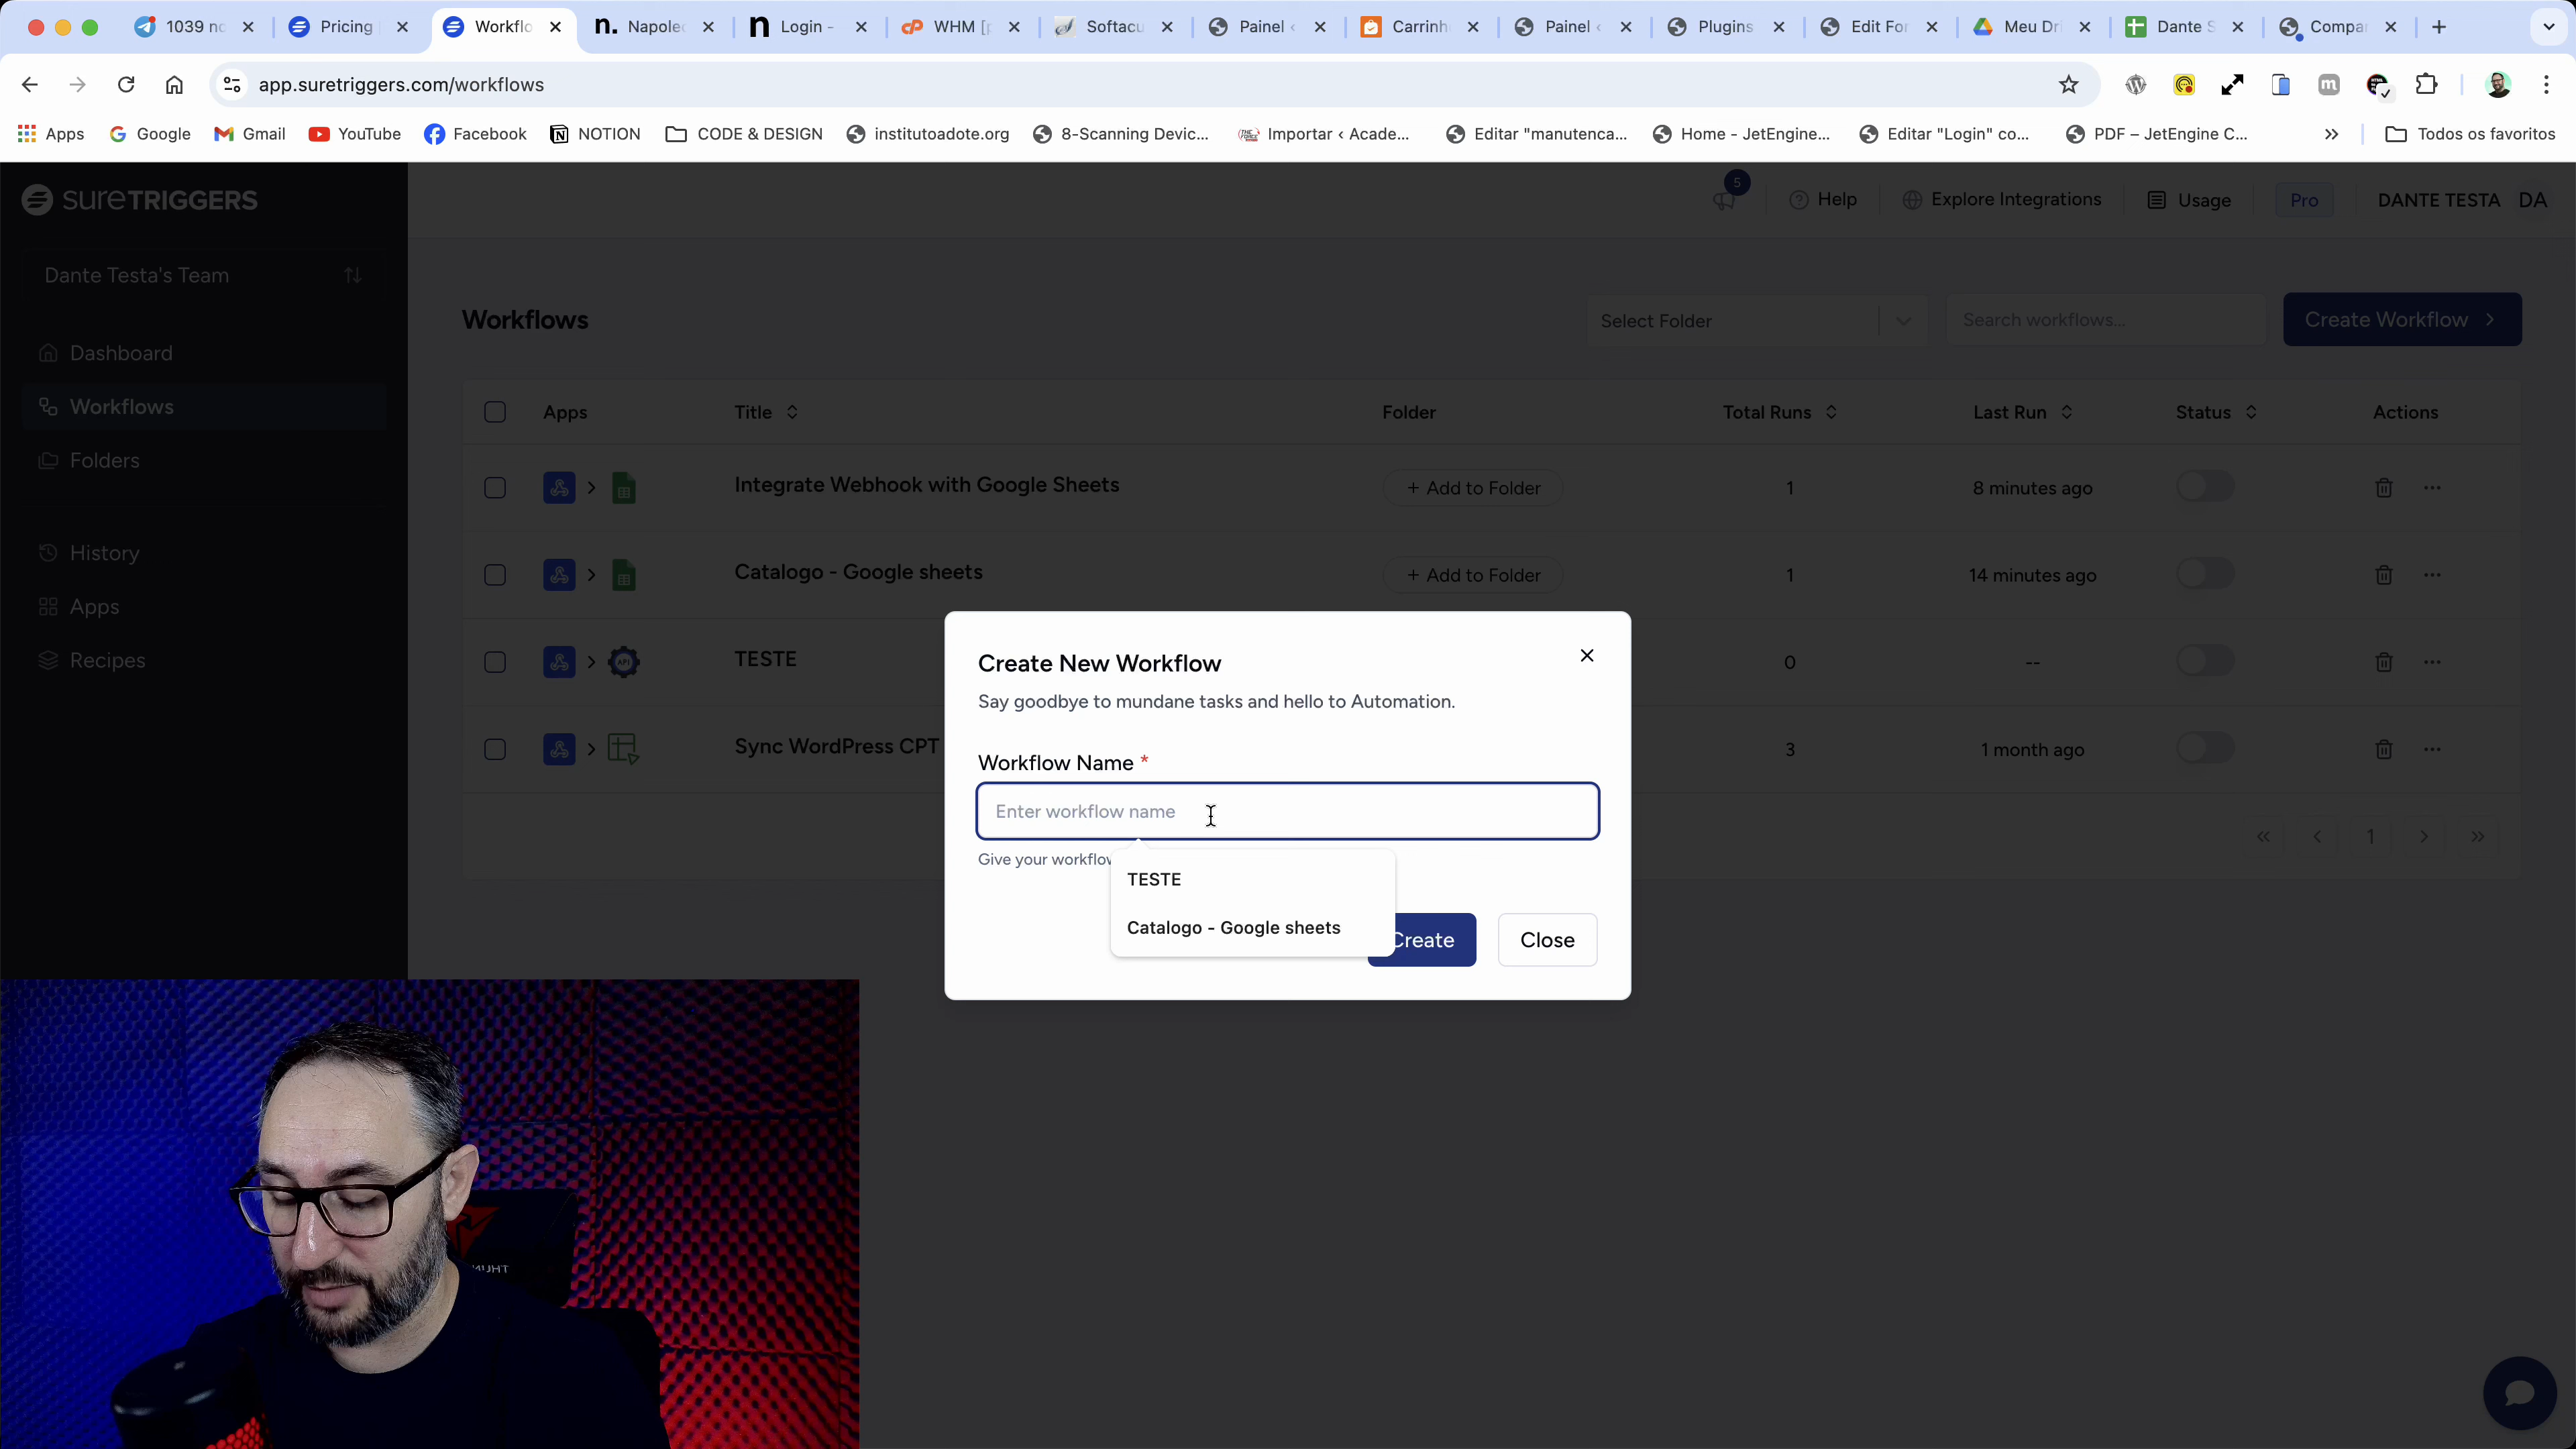 1039 no
Pricing
Workflo
n. Napole
n Login -
WHM [p
Softacu
Painel <
Carrinh
Painel <
Plugins
Edit For
Meu Dri
Dante S
Compar
app.suretriggers.com/workflows
Apps
Google
Gmail
YouTube
Facebook
NOTION
CODE & DESIGN
institutoadote.org
8-Scanning Devic...
Importar ‹ Acade...
Editar "manutenca...
Home - JetEngine...
Editar "Login" co...
PDF – JetEngine C...
Todos os favoritos
sureTRIGGERS
5
Help
Explore Integrations
Usage
Pro
DANTE TESTA DA
Dante Testa's Team
Dashboard
Workflows
Folders
History
Apps
Recipes
Workflows
Select Folder
Search workflows...
Create Workflow
Apps Title Folder Total Runs Last Run Status Actions
Integrate Webhook with Google Sheets + Add to Folder 1 8 minutes ago
Catalogo - Google sheets + Add to Folder 1 14 minutes ago
TESTE 0 --
API
Sync WordPress CPT 3 1 month ago
« ‹ 1 › »
Create New Workflow
Say goodbye to mundane tasks and hello to Automation.
Workflow Name *
Enter workflow name
Give your workflow
TESTE
Catalogo - Google sheets
Create
Close